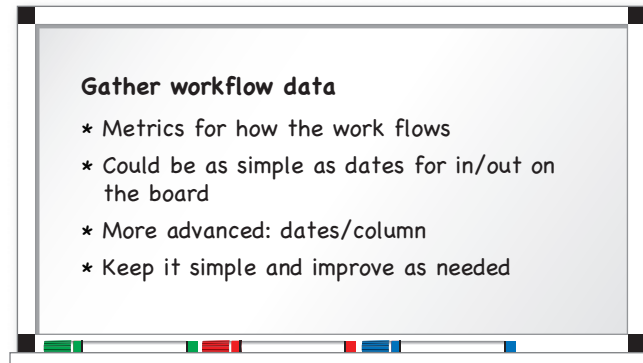 Gather workflow data
* Metrics for how the work flows
* Could be as simple as dates for in/out on
the board
* More advanced: dates/column
* Keep it simple and improve as needed